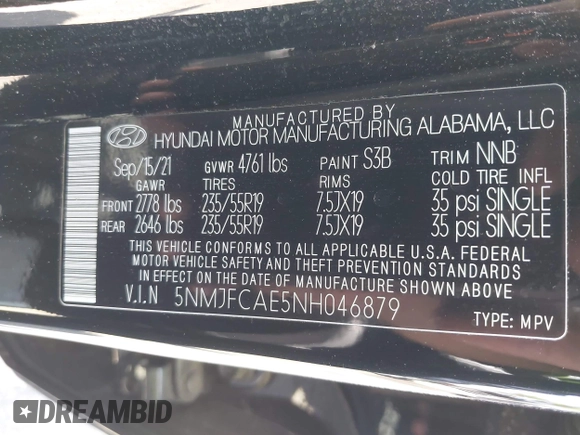 MANUFACTURED BY
HYUNDAI MOTOR MANUFACTURING ALABAMA, LLC
Sep/15/21 GVWR 4761 lbs PAINT S3B TRIM NNB
GAWR TIRES RIMS COLD TIRE INFL
FRONT 2778 lbs 235/55R19 7.5JX19 35 psi SINGLE
REAR 2646 lbs 235/55R19 7.5JX19 35 psi SINGLE
THIS VEHICLE CONFORMS TO ALL APPLICABLE U.S.A. FEDERAL
MOTOR VEHICLE SAFETY AND THEFT PREVENTION STANDARDS
IN EFFECT ON THE DATE OF MANUFACTURE SHOWN ABOVE
V.I.N 5NMJFCAE5NH046879
TYPE: MPV
DREAMBID